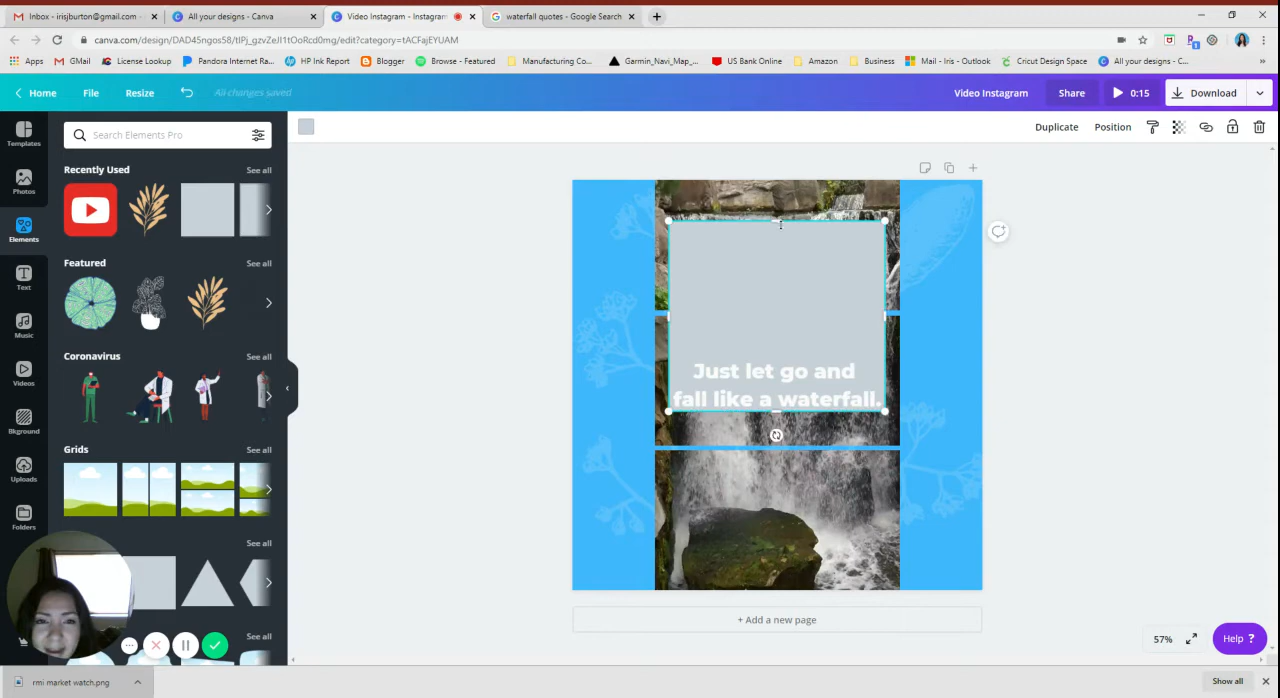 Inbox - irisjburton@gmail.com -
All your designs - Canva
Video Instagram - Instagram
waterfall quotes - Google Search
canva.com/design/DAD45ngos58/tlPj_gzvZeJI1tOoRcd0mg/edit?category=tACFajEYUAM
Apps
GMail
License Lookup
Pandora Internet Ra...
HP Ink Report
Blogger
Browse - Featured
Manufacturing Co...
Garmin_Navi_Map_...
US Bank Online
Amazon
Business
Mail - Iris - Outlook
Cricut Design Space
All your designs - C...
Home
File
Resize
All changes saved
Video Instagram
Share
0:15
Download
Templates
Photos
Elements
Text
Music
Videos
Bkground
Uploads
Folders
Search Elements Pro
Recently Used
See all
Featured
See all
Coronavirus
See all
Grids
See all
See all
See all
Duplicate
Position
Just let go and
fall like a waterfall.
+ Add a new page
57%
Help ?
rmi market watch.png
Show all